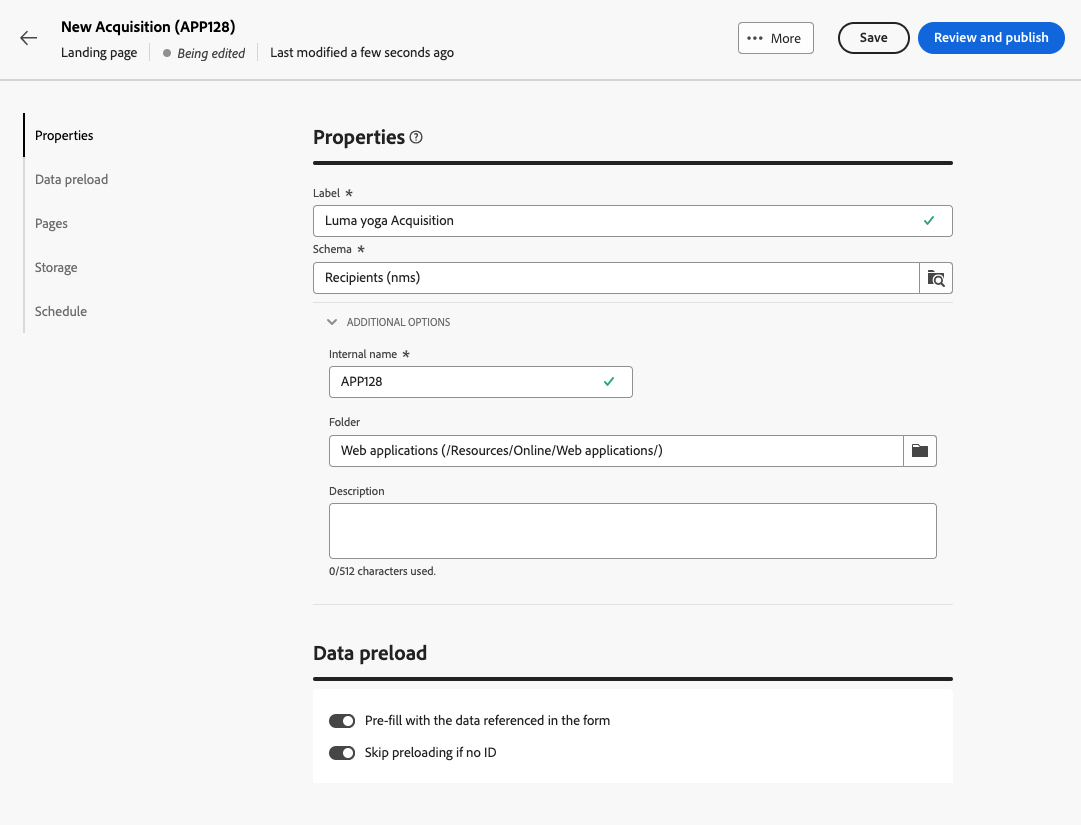 New Acquisition (APP128)
Landing page Being edited Last modified a few seconds ago
More
Save
Review and publish
Properties
Data preload
Pages
Storage
Schedule
Properties
Label *
Luma yoga Acquisition
Schema *
Recipients (nms)
ADDITIONAL OPTIONS
Internal name *
APP128
Folder
Web applications (/Resources/Online/Web applications/)
Description
0/512 characters used.
Data preload
Pre-fill with the data referenced in the form
Skip preloading if no ID